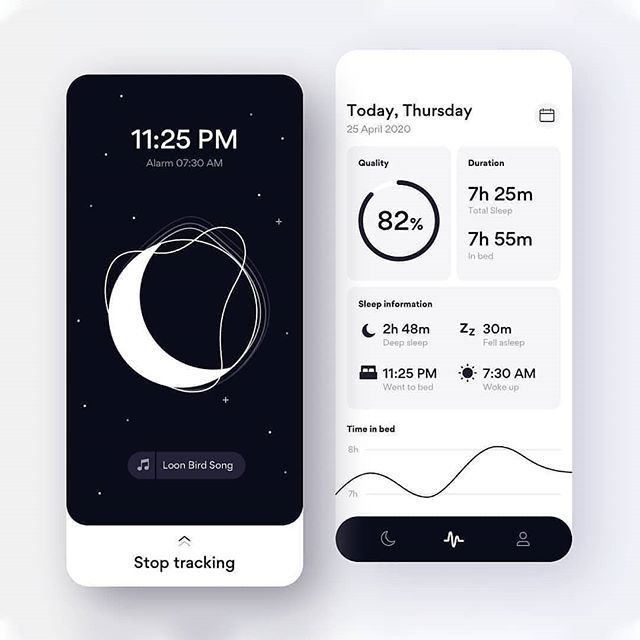 11:25 PM
Alarm 07:30 AM
Loon Bird Song
Stop tracking
Today, Thursday
25 April 2020
Quality
82%
Duration
7h 25m
Total Sleep
7h 55m
In bed
Sleep information
2h 48m
Deep sleep
Zz 30m
Fell asleep
11:25 PM
Went to bed
7:30 AM
Woke up
Time in bed
8h
7h